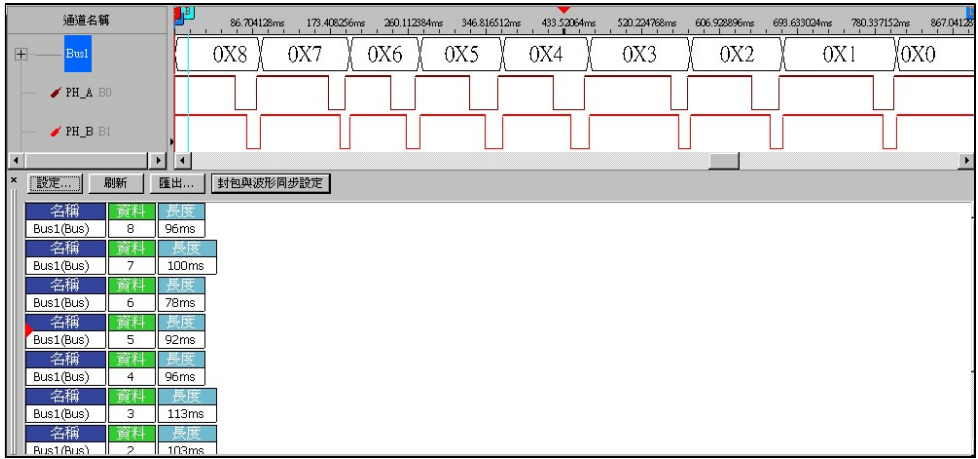 通道名稱
B
86.704128ms 173.408256ms 260.112384ms 346.816512ms 433.52064ms 520.224768ms 606.928896ms 693.633024ms 780.337152ms 867.04128
Bus1 0X8 0X7 0X6 0X5 0X4 0X3 0X2 0X1 0X0
PH_A B0
PH_B B1
設定... 刷新 匯出... 封包與波形同步設定
名稱 資料 長度
Bus1(Bus) 8 96ms
名稱 資料 長度
Bus1(Bus) 7 100ms
名稱 資料 長度
Bus1(Bus) 6 78ms
名稱 資料 長度
Bus1(Bus) 5 92ms
名稱 資料 長度
Bus1(Bus) 4 96ms
名稱 資料 長度
Bus1(Bus) 3 113ms
名稱 資料 長度
Bus1(Bus) 2 103ms